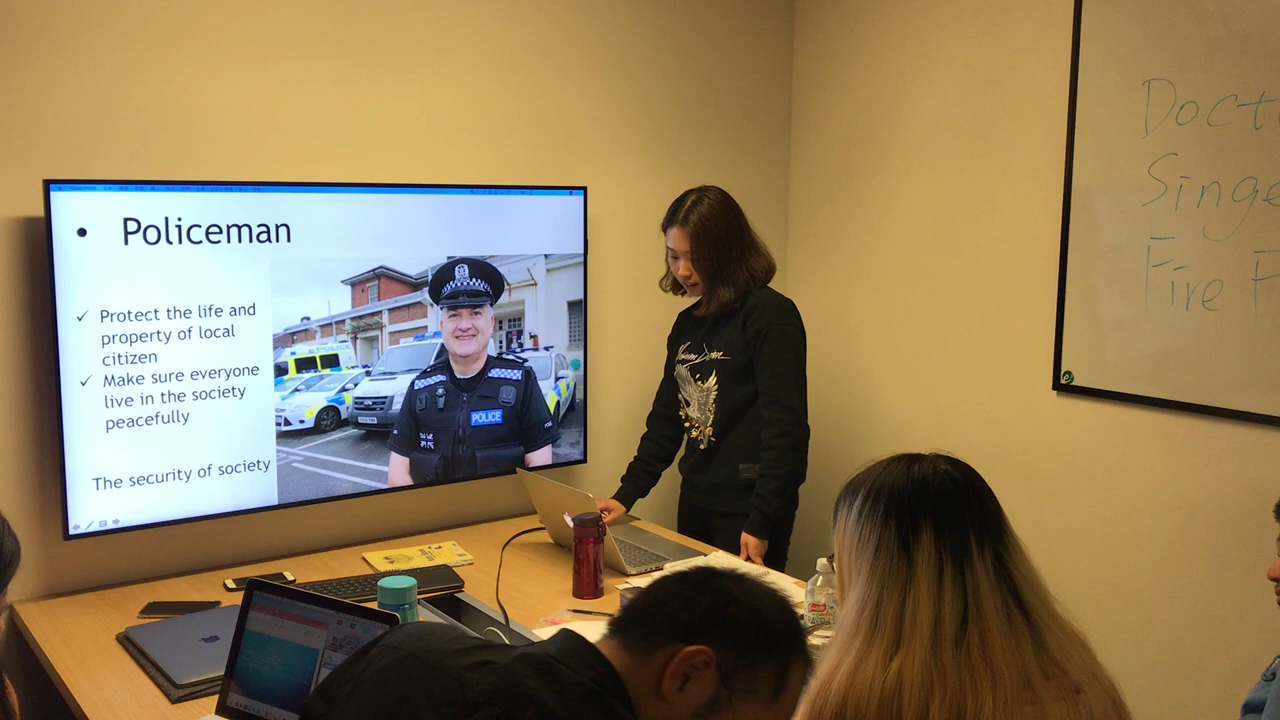 • Policeman
✓ Protect the life and
property of local
citizen
✓ Make sure everyone
live in the society
peacefully
The security of society
POLICE
Doct
Singe
Fire F